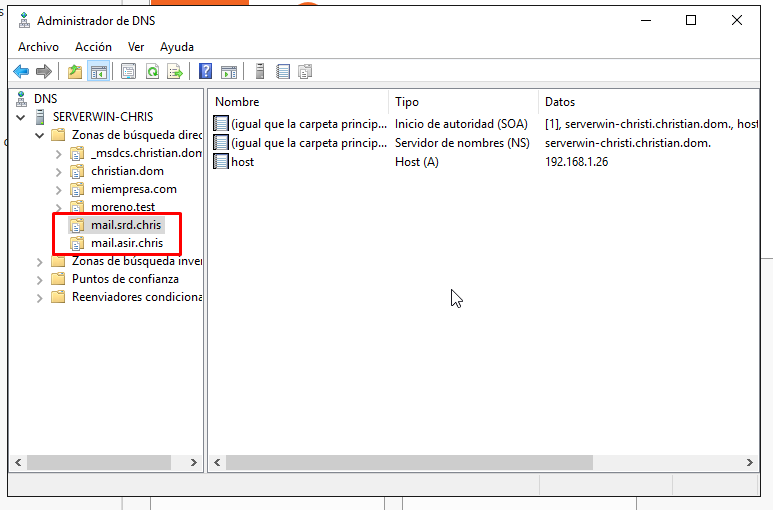 Administrador de DNS
Archivo Acción Ver Ayuda
DNS
SERVERWIN-CHRIS
Zonas de búsqueda direc
_msdcs.christian.dom
christian.dom
miempresa.com
moreno.test
mail.srd.chris
mail.asir.chris
Zonas de búsqueda inver
Puntos de confianza
Reenviadores condiciona
Nombre Tipo Datos
(igual que la carpeta princip... Inicio de autoridad (SOA) [1], serverwin-christi.christian.dom., host
(igual que la carpeta princip... Servidor de nombres (NS) serverwin-christi.christian.dom.
host Host (A) 192.168.1.26